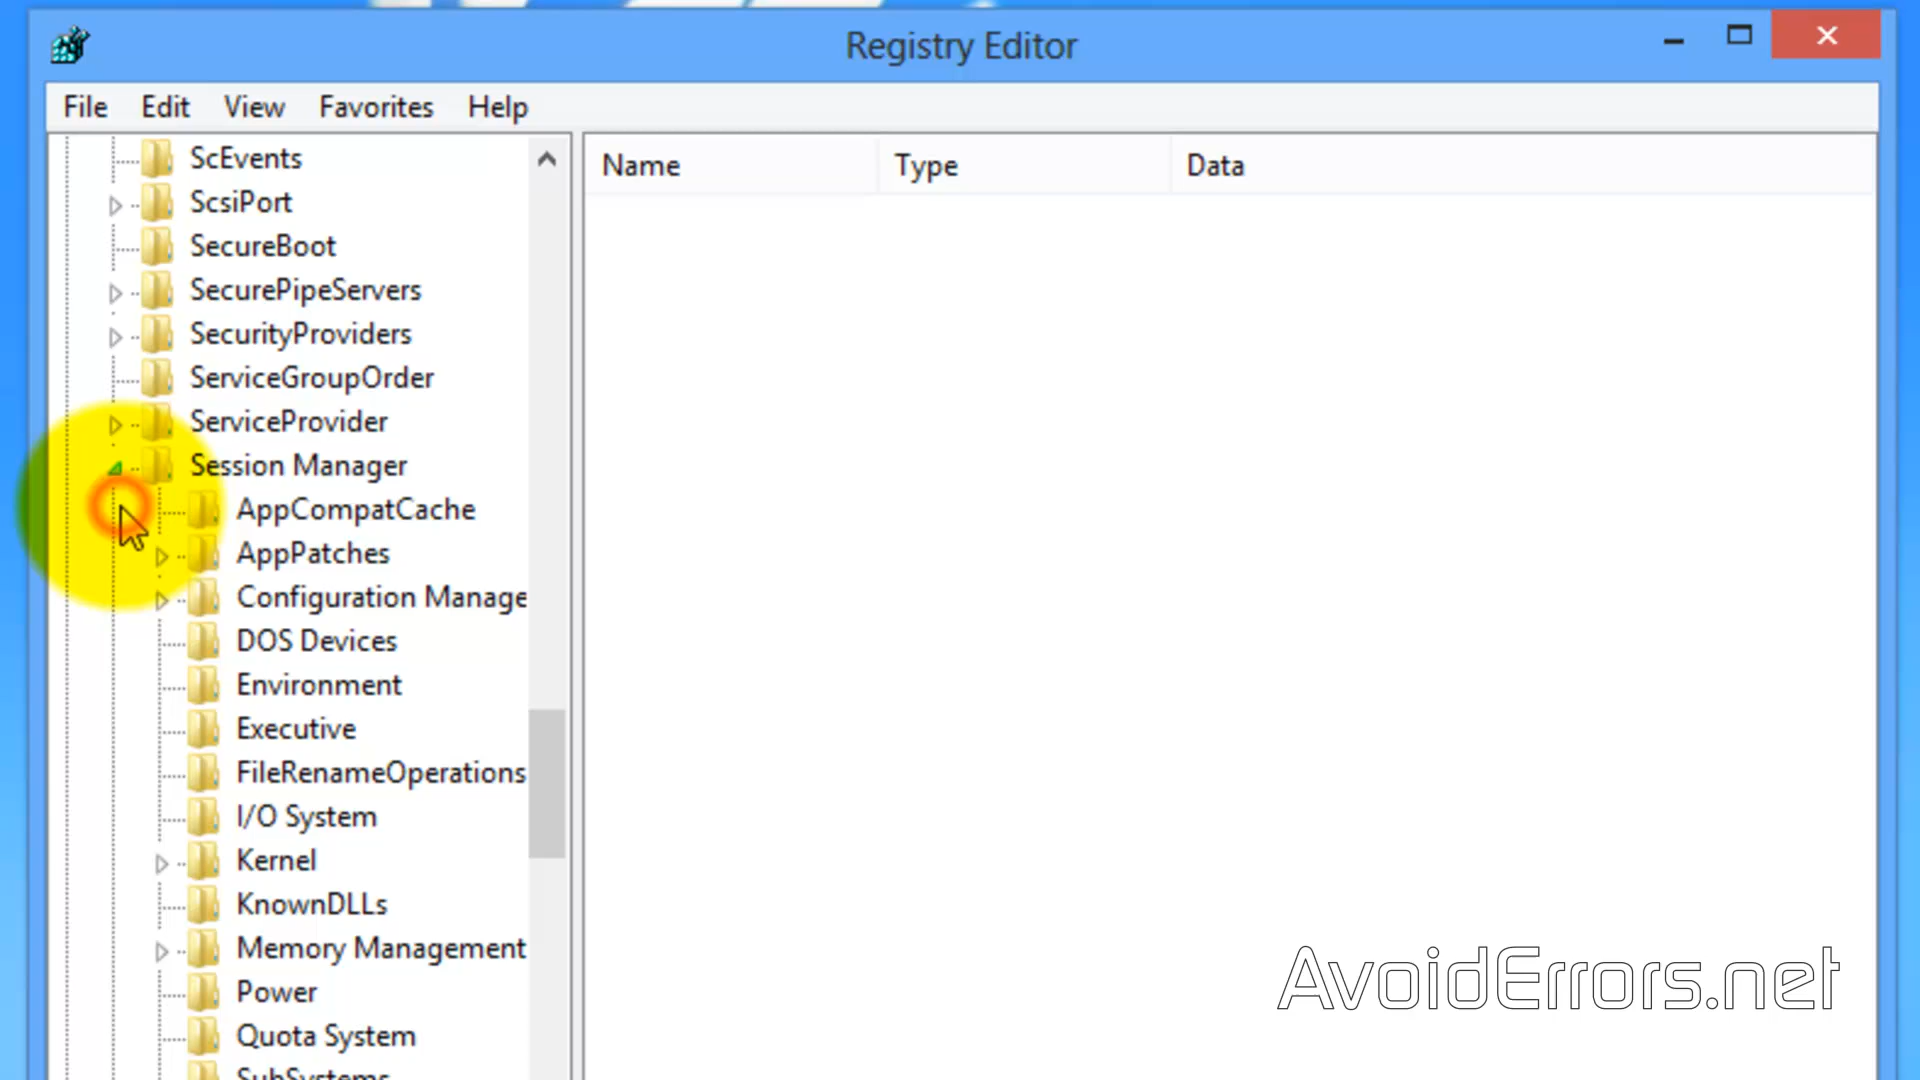 Registry Editor
File Edit View Favorites Help
Name Type Data
ScEvents
ScsiPort
SecureBoot
SecurePipeServers
SecurityProviders
ServiceGroupOrder
ServiceProvider
Session Manager
AppCompatCache
AppPatches
Configuration Manage
DOS Devices
Environment
Executive
FileRenameOperations
I/O System
Kernel
KnownDLLs
Memory Management
Power
Quota System
SubSystems
AvoidErrors.net